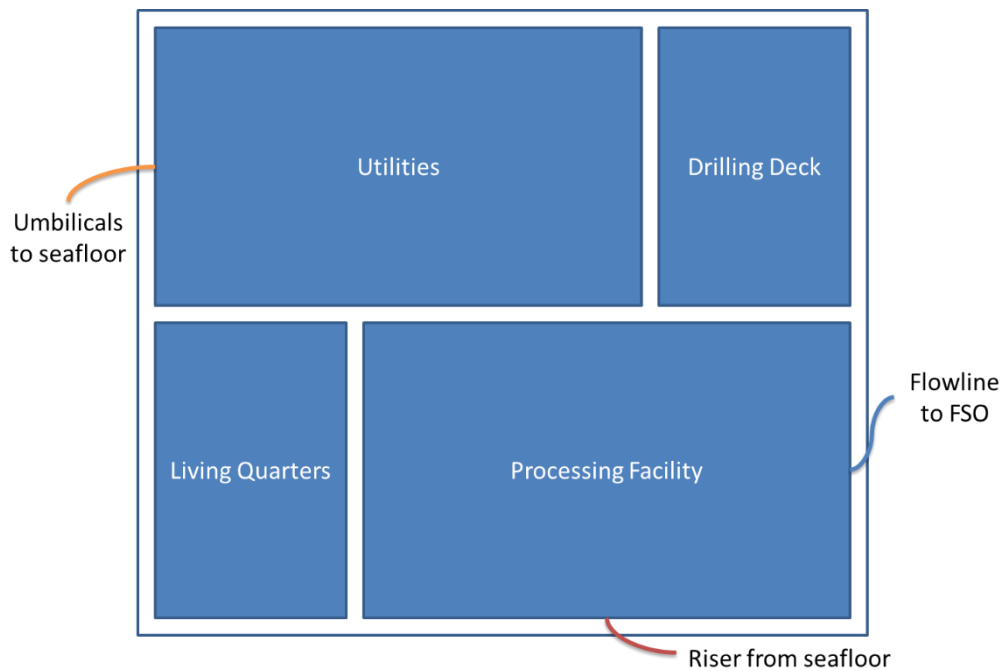 Utilities
Drilling Deck
Umbilicals
to seafloor
Flowline
to FSO
Living Quarters
Processing Facility
Riser from seafloor